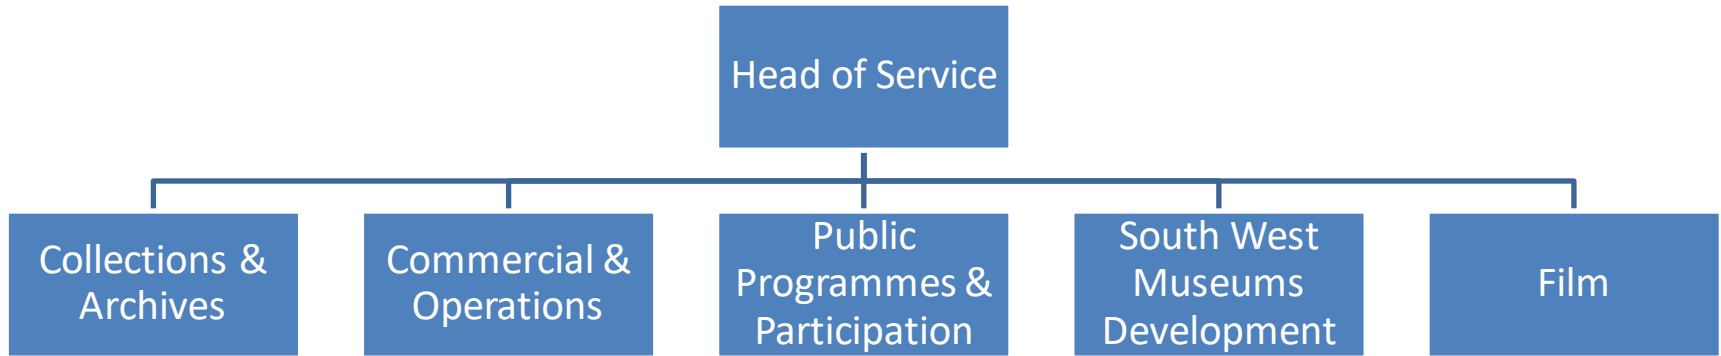 Head of Service
Collections &
Archives
Commercial &
Operations
Public
Programmes &
Participation
South West
Museums
Development
Film